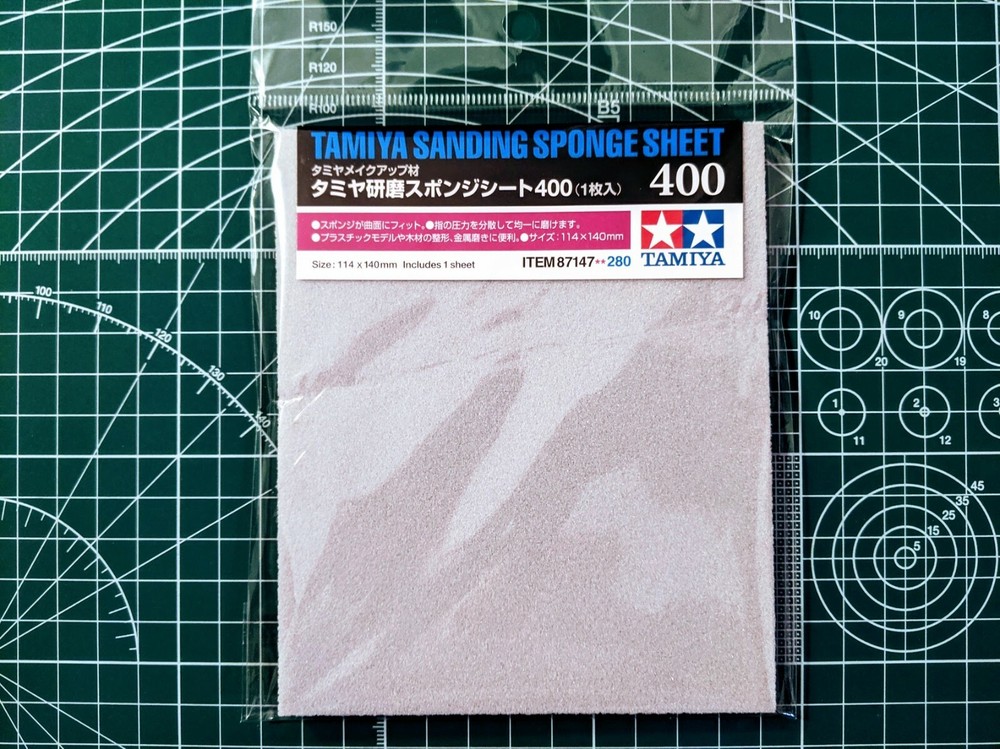 R150
R120
R100
B5
TAMIYA SANDING SPONGE SHEET
タミヤメイクアップ材
タミヤ研磨スポンジシート400（1枚入） 400
●スポンジが曲面にフィット。●指の圧力を分散して均一に磨けます。
●プラスチックモデルや木材の整形、金属磨きに便利。●サイズ：114×140mm
Size: 114 x 140mm Includes 1 sheet
ITEM 87147**280
TAMIYA
100
110
120
130
140
10 9 8
20 19
1 2 3
11 12
45
35
25
15
5